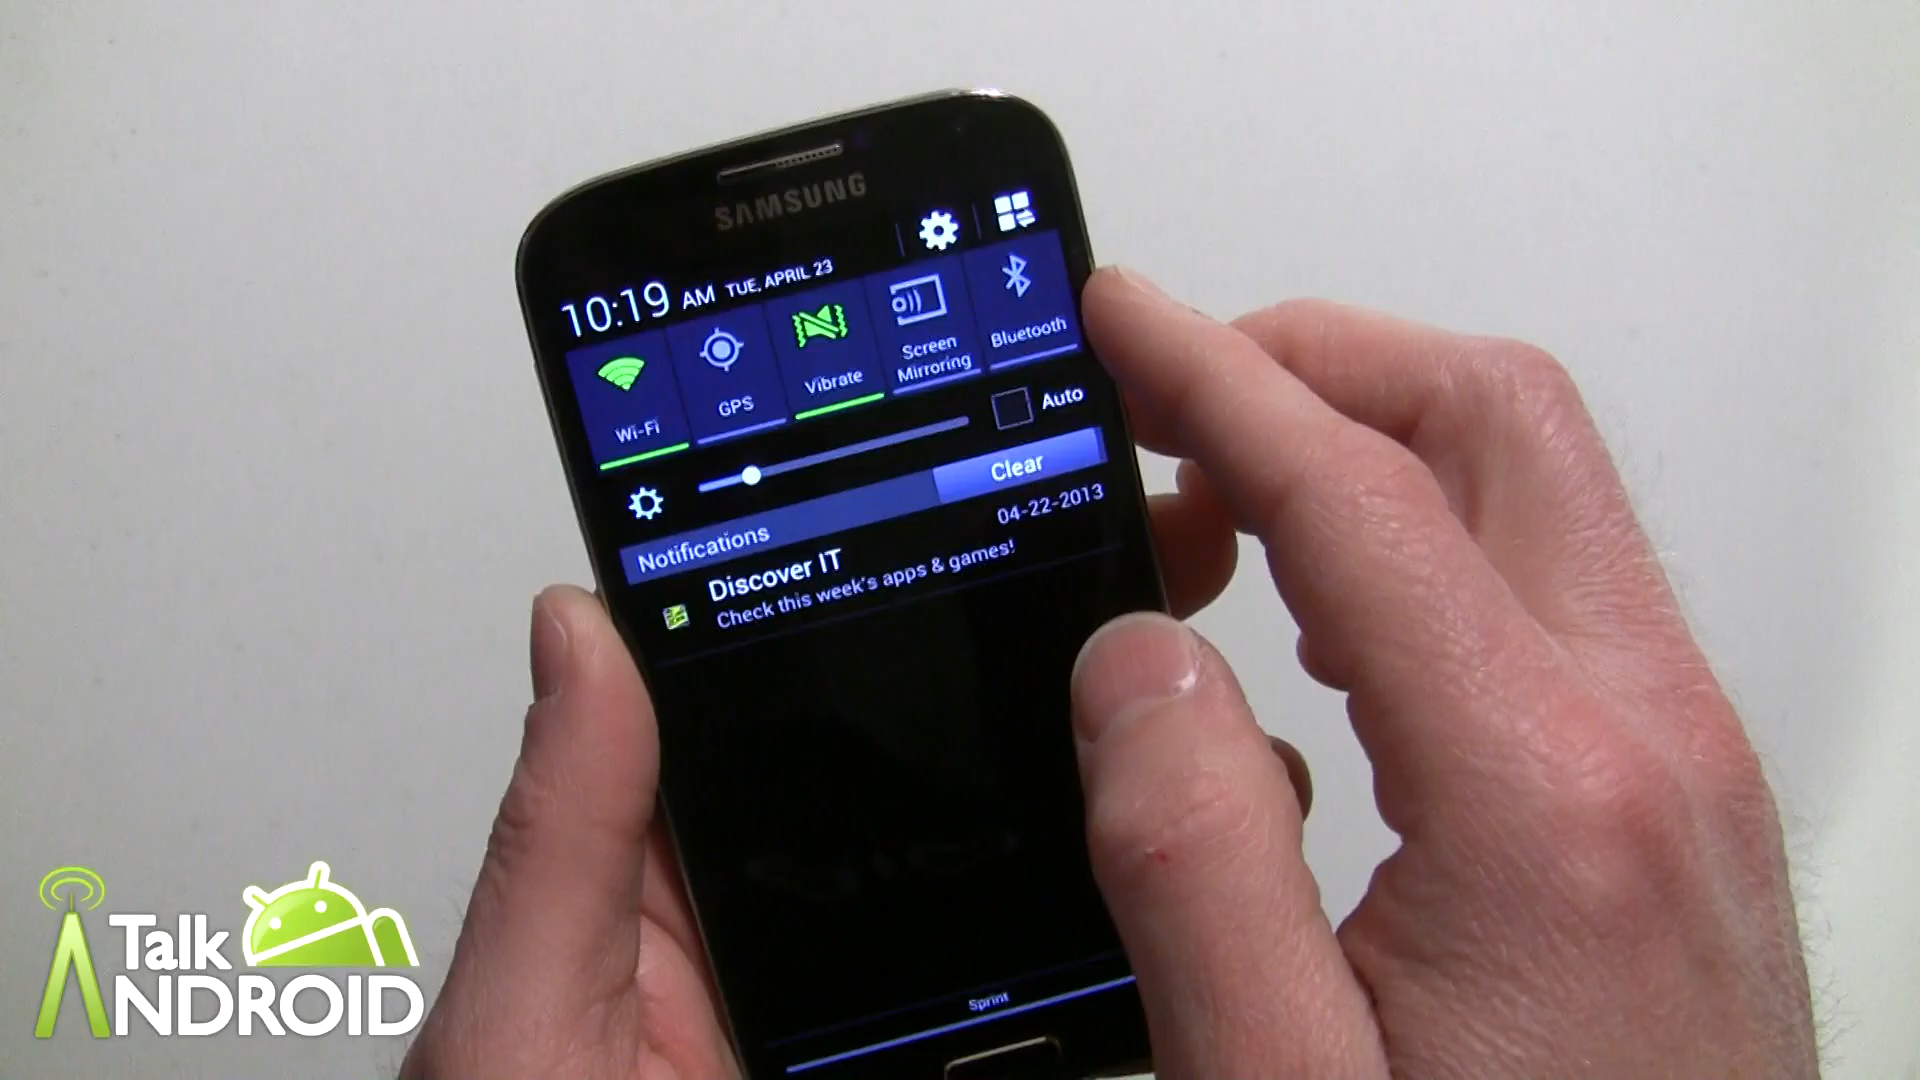 SAMSUNG
10:19 AM TUE, APRIL 23
Wi-Fi
GPS
Vibrate
Screen
Mirroring
Bluetooth
Auto
Notifications
Clear
Discover IT
04-22-2013
Check this week's apps & games!
Sprint
Talk
ANDROID